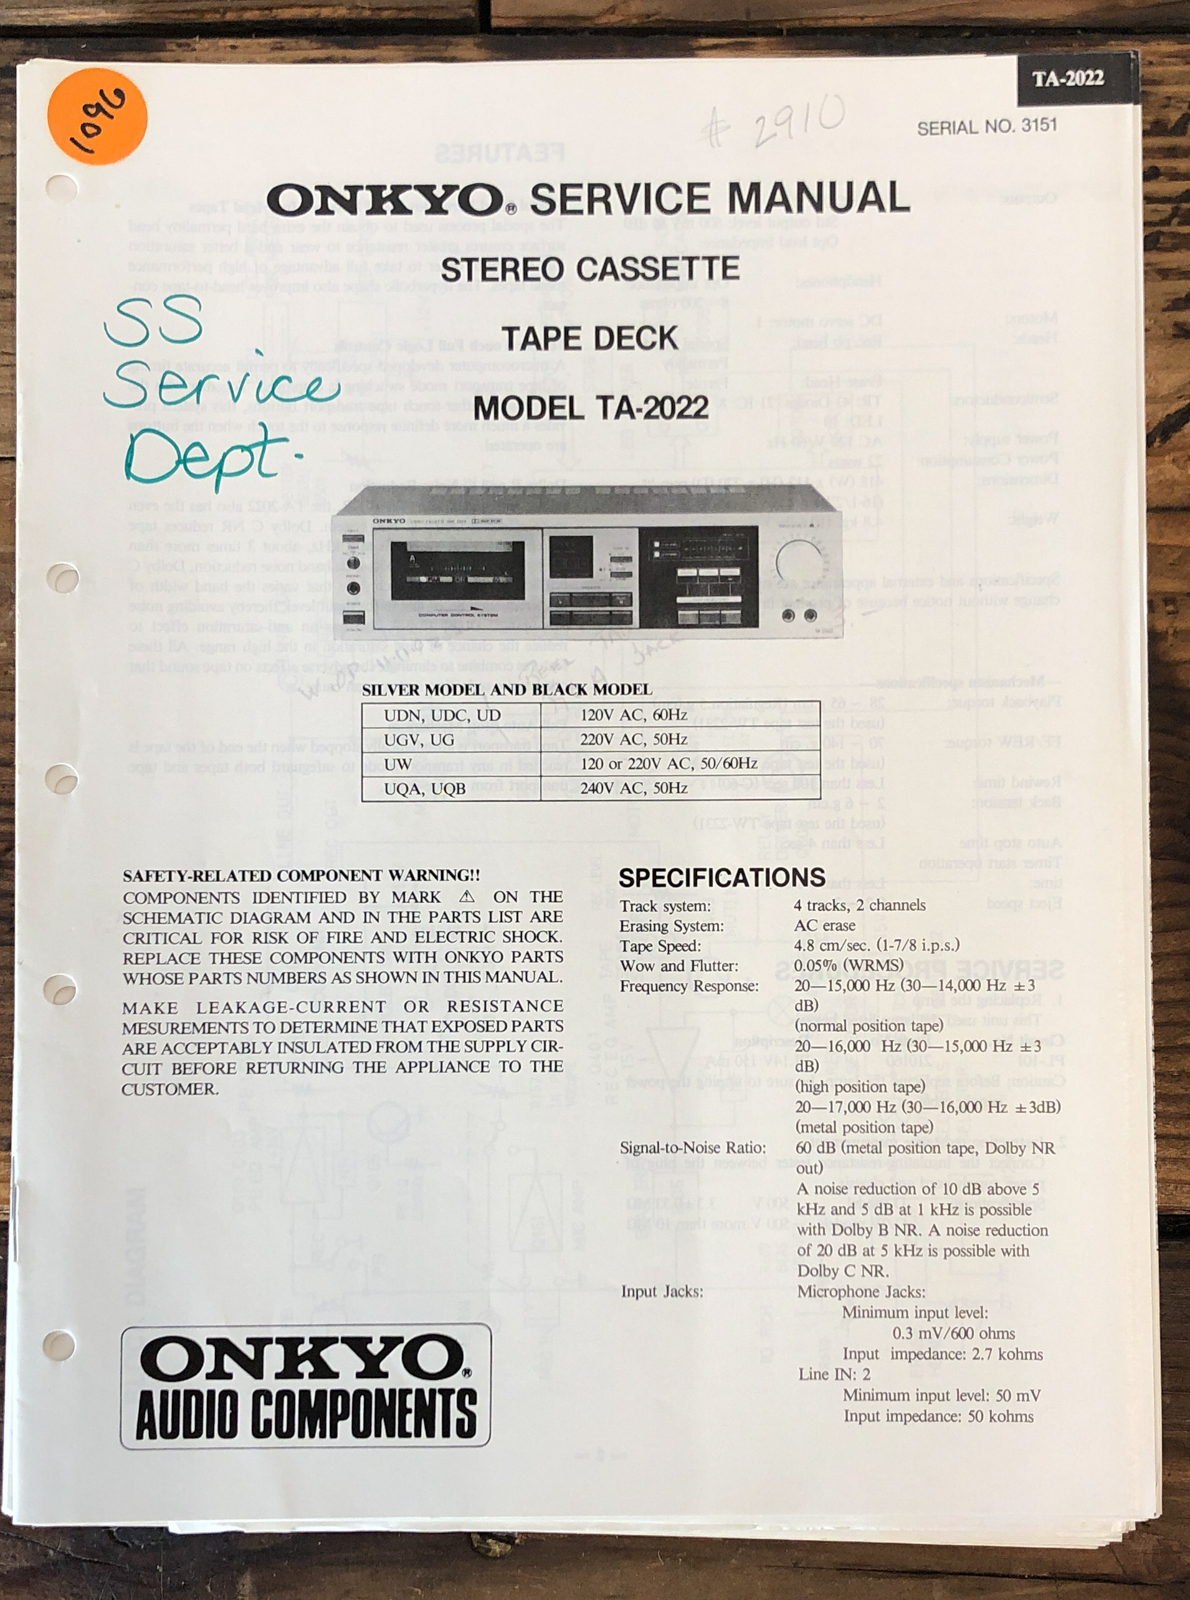 TA-2022
1096
# 2910
SERIAL NO. 3151
ONKYO® SERVICE MANUAL
STEREO CASSETTE
TAPE DECK
MODEL TA-2022
SS
Service
Dept.
ONKYO
COMPUTER CONTROL SYSTEM
SILVER MODEL AND BLACK MODEL
UDN, UDC, UD 120V AC, 60Hz
UGV, UG 220V AC, 50Hz
UW 120 or 220V AC, 50/60Hz
UQA, UQB 240V AC, 50Hz
SAFETY-RELATED COMPONENT WARNING!!
COMPONENTS IDENTIFIED BY MARK ⚠ ON THE
SCHEMATIC DIAGRAM AND IN THE PARTS LIST ARE
CRITICAL FOR RISK OF FIRE AND ELECTRIC SHOCK.
REPLACE THESE COMPONENTS WITH ONKYO PARTS
WHOSE PARTS NUMBERS AS SHOWN IN THIS MANUAL.
MAKE LEAKAGE-CURRENT OR RESISTANCE
MESUREMENTS TO DETERMINE THAT EXPOSED PARTS
ARE ACCEPTABLY INSULATED FROM THE SUPPLY CIR-
CUIT BEFORE RETURNING THE APPLIANCE TO THE
CUSTOMER.
ONKYO®
AUDIO COMPONENTS
SPECIFICATIONS
Track system: 4 tracks, 2 channels
Erasing System: AC erase
Tape Speed: 4.8 cm/sec. (1-7/8 i.p.s.)
Wow and Flutter: 0.05% (WRMS)
Frequency Response: 20—15,000 Hz (30—14,000 Hz ±3
dB)
(normal position tape)
20—16,000 Hz (30—15,000 Hz ±3
dB)
(high position tape)
20—17,000 Hz (30—16,000 Hz ±3dB)
(metal position tape)
Signal-to-Noise Ratio: 60 dB (metal position tape, Dolby NR
out)
A noise reduction of 10 dB above 5
kHz and 5 dB at 1 kHz is possible
with Dolby B NR. A noise reduction
of 20 dB at 5 kHz is possible with
Dolby C NR.
Input Jacks: Microphone Jacks:
Minimum input level:
0.3 mV/600 ohms
Input impedance: 2.7 kohms
Line IN: 2
Minimum input level: 50 mV
Input impedance: 50 kohms